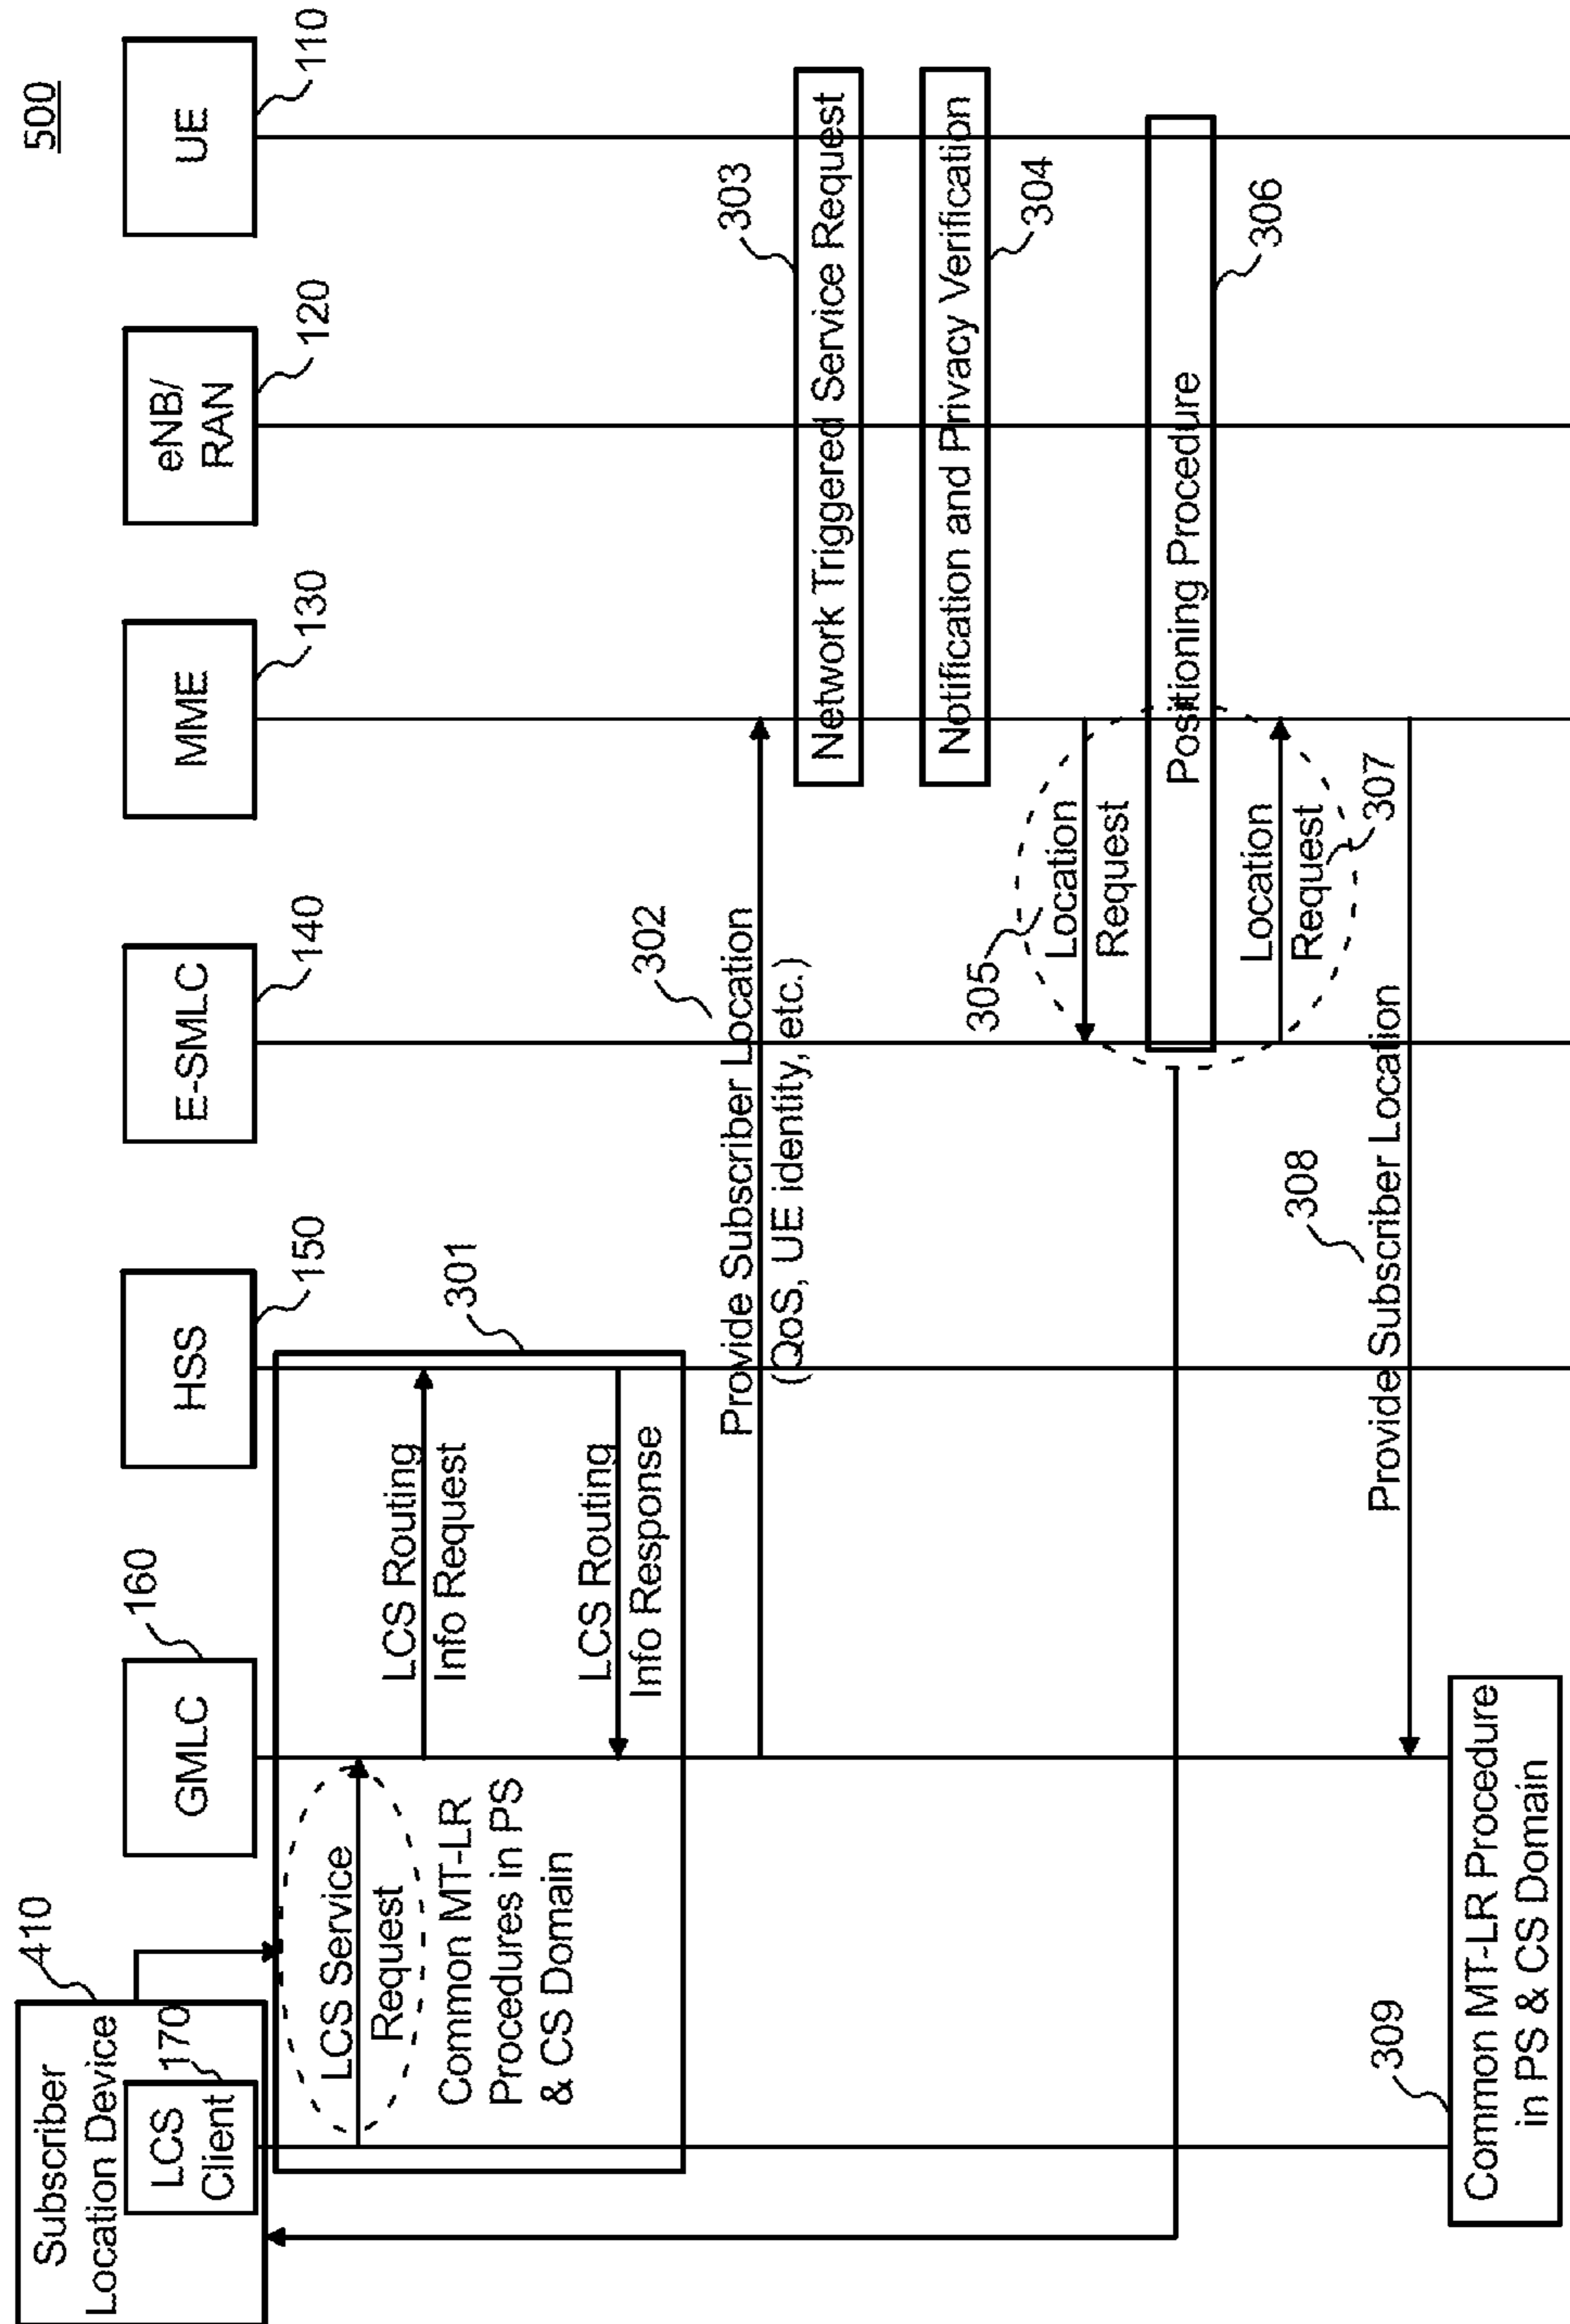 500
Subscriber
Location Device
410
LCS
Client
170
GMLC
160
HSS
150
E-SMLC
140
MME
130
eNB/
RAN
120
UE
110
301
LCS Service
Request
Common MT-LR
Procedures in PS
& CS Domain
LCS Routing
Info Request
LCS Routing
Info Response
302
Provide Subscriber Location
(QoS, UE identity, etc.)
303
Network Triggered Service Request
Notification and Privacy Verification
304
305
Location
Request
Positioning Procedure
306
Location
Request
307
308
Provide Subscriber Location
309
Common MT-LR Procedure
in PS & CS Domain